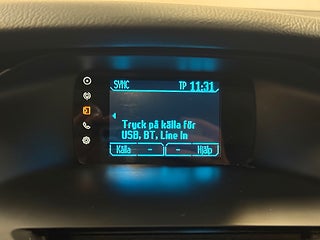 SYNC TP 11:31
Tryck på källa för
USB, BT, Line In
Källa - - Hjälp